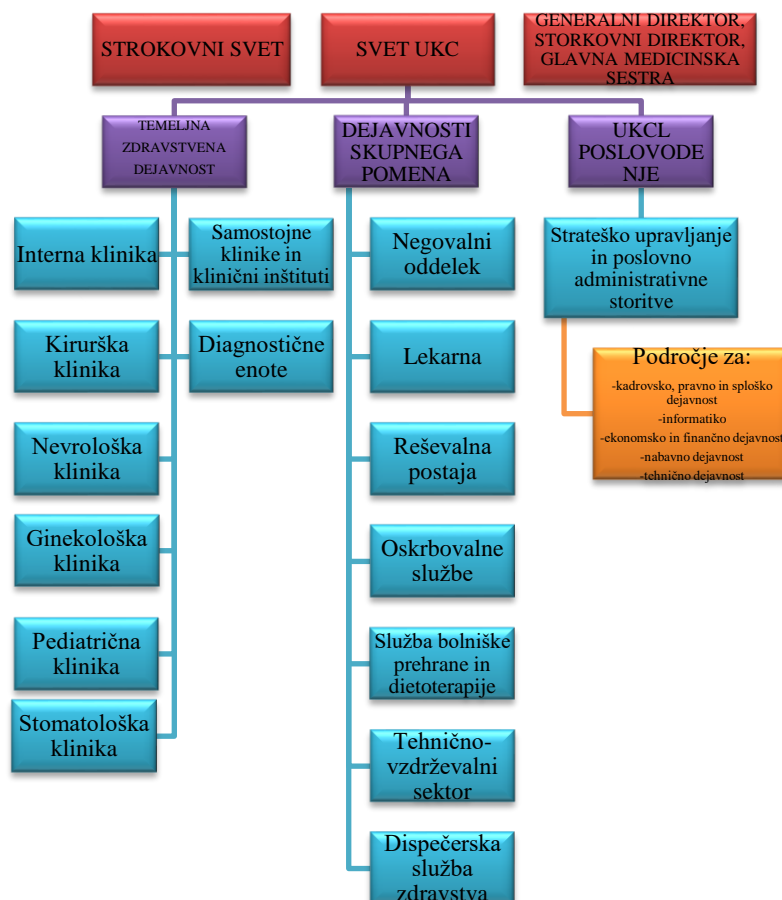 STROKOVNI SVET
SVET UKC
GENERALNI DIREKTOR,
STORKOVNI DIREKTOR,
GLAVNA MEDICINSKA
SESTRA
TEMELJNA
ZDRAVSTVENA
DEJAVNOST
DEJAVNOSTI
SKUPNEGA
POMENA
UKCL
POSLOVODE
NJE
Interna klinika
Samostojne
klinike in
klinični inštituti
Kirurška
klinika
Diagnostične
enote
Nevrološka
klinika
Ginekološka
klinika
Pediatrična
klinika
Stomatološka
klinika
Negovalni
oddelek
Lekarna
Reševalna
postaja
Oskrbovalne
službe
Služba bolniške
prehrane in
dietoterapije
Tehnično-
vzdrževalni
sektor
Dispečerska
služba
zdravstva
Strateško upravljanje
in poslovno
administrativne
storitve
Področje za:
-kadrovsko, pravno in sploško
dejavnost
-informatiko
-ekonomsko in finančno dejavnost
-nabavno dejavnost
-tehnično dejavnost